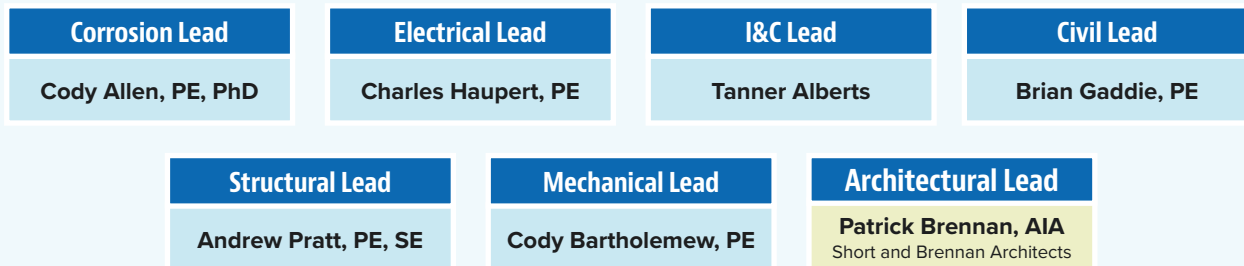 Corrosion Lead
Cody Allen, PE, PhD
Electrical Lead
Charles Haupert, PE
I&C Lead
Tanner Alberts
Civil Lead
Brian Gaddie, PE
Structural Lead
Andrew Pratt, PE, SE
Mechanical Lead
Cody Bartholemew, PE
Architectural Lead
Patrick Brennan, AIA
Short and Brennan Architects